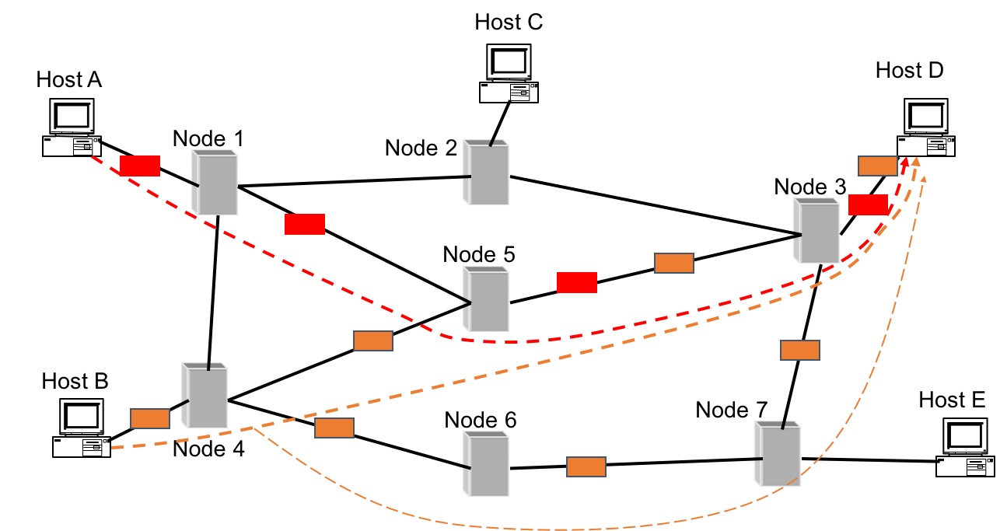 Host C
Host D
Host A
Node 1
Node 2
Node 3
Node 5
Host B
Host E
Node 7
Node 6
Node 4